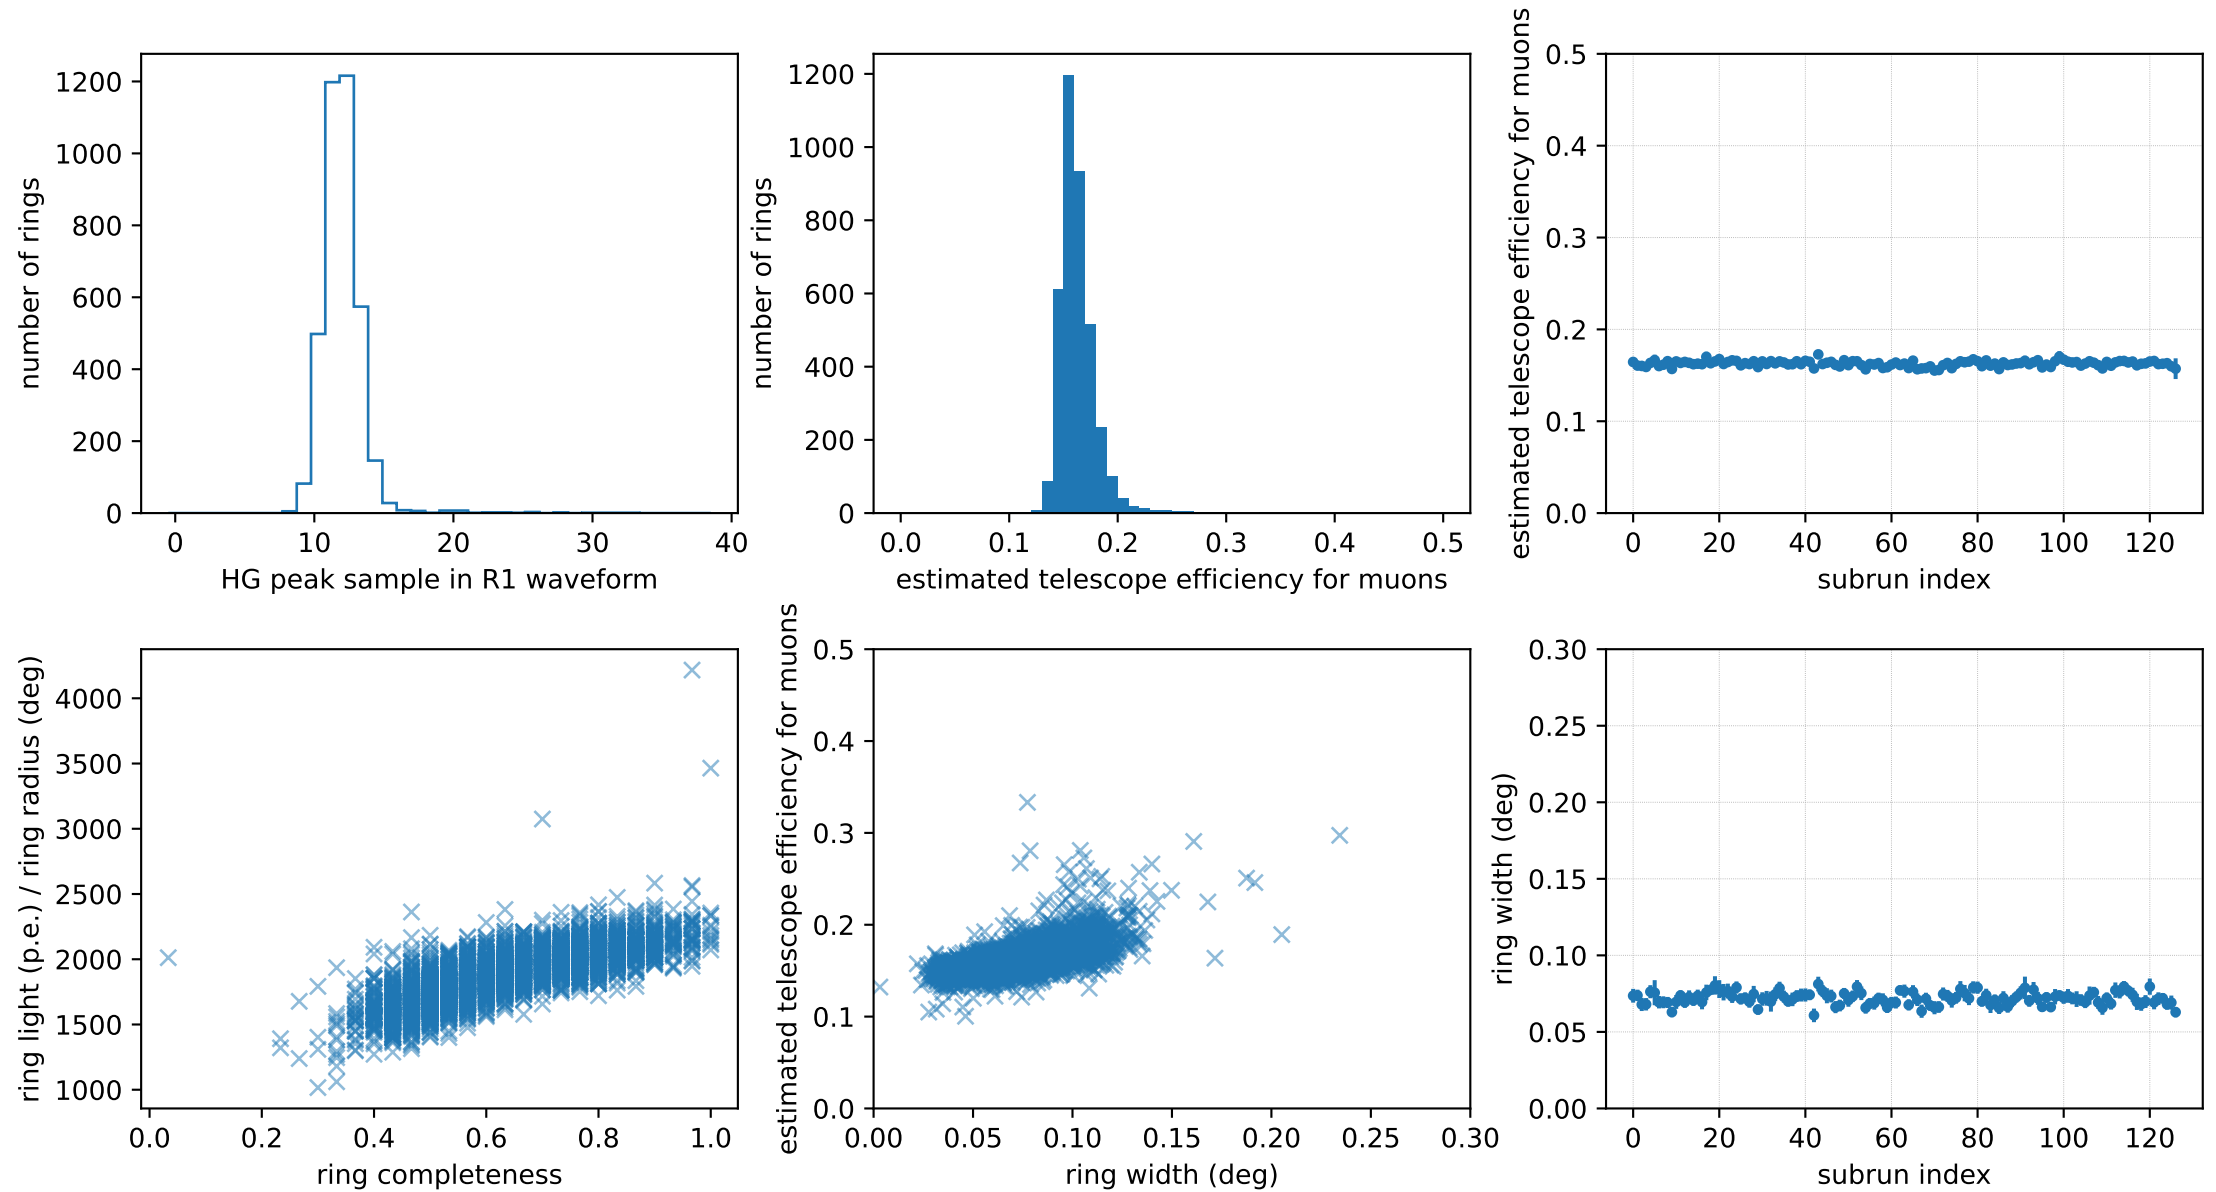 number of rings
1200
1000
800
600
400
200
0
0 10 20 30 40
HG peak sample in R1 waveform
number of rings
1200
1000
800
600
400
200
0
0.0 0.1 0.2 0.3 0.4 0.5
estimated telescope efficiency for muons
estimated telescope efficiency for muons
0.5
0.4
0.3
0.2
0.1
0.0
0 20 40 60 80 100 120
subrun index
ring light (p.e.) / ring radius (deg)
4000
3500
3000
2500
2000
1500
1000
0.0 0.2 0.4 0.6 0.8 1.0
ring completeness
estimated telescope efficiency for muons
0.5
0.4
0.3
0.2
0.1
0.0
0.00 0.05 0.10 0.15 0.20 0.25 0.30
ring width (deg)
ring width (deg)
0.30
0.25
0.20
0.15
0.10
0.05
0.00
0 20 40 60 80 100 120
subrun index